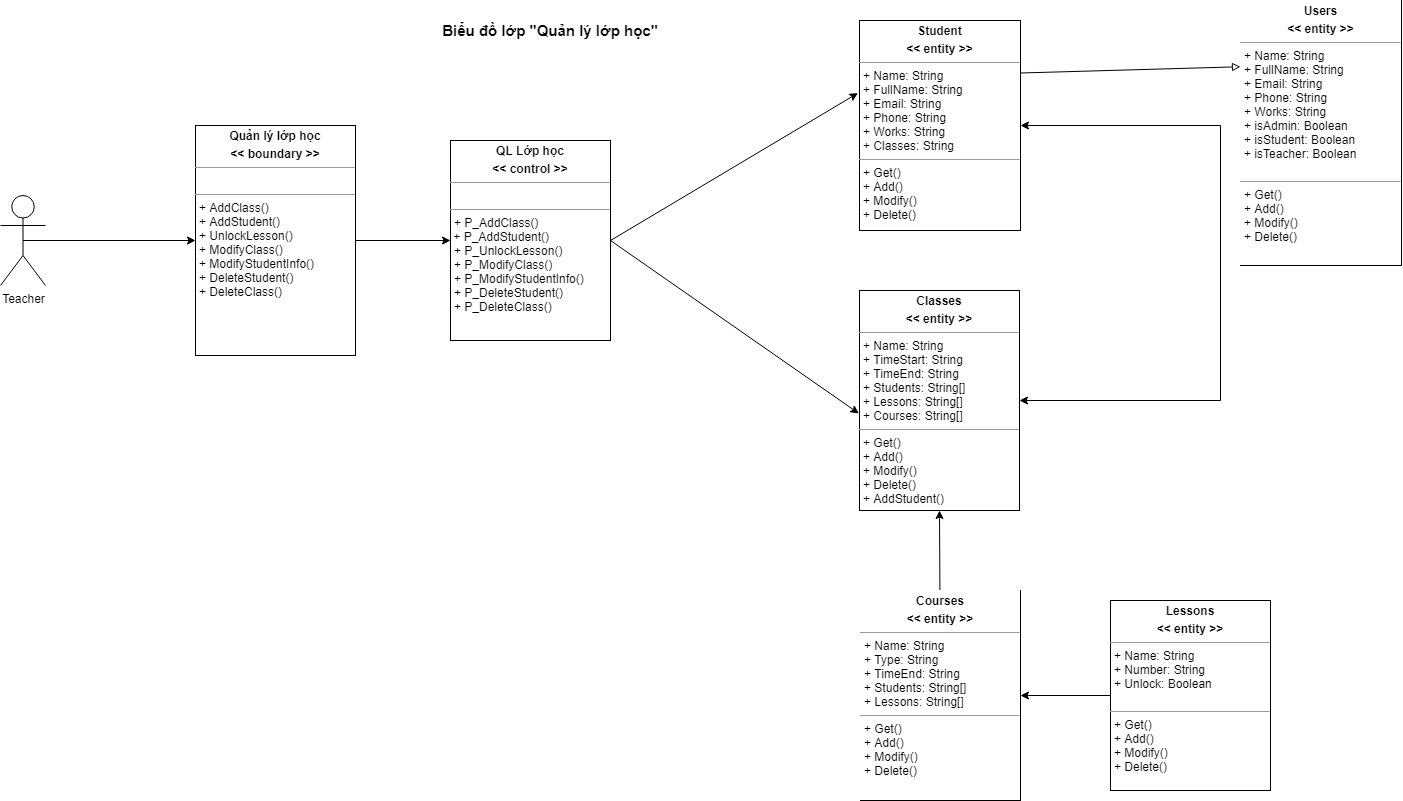 Biểu đồ lớp "Quản lý lớp học"
Teacher
Quản lý lớp học
<< boundary >>
+ AddClass()
+ AddStudent()
+ UnlockLesson()
+ ModifyClass()
+ ModifyStudentInfo()
+ DeleteStudent()
+ DeleteClass()
QL Lớp học
<< control >>
+ P_AddClass()
+ P_AddStudent()
+ P_UnlockLesson()
+ P_ModifyClass()
+ P_ModifyStudentInfo()
+ P_DeleteStudent()
+ P_DeleteClass()
Student
<< entity >>
+ Name: String
+ FullName: String
+ Email: String
+ Phone: String
+ Works: String
+ Classes: String
+ Get()
+ Add()
+ Modify()
+ Delete()
Users
<< entity >>
+ Name: String
+ FullName: String
+ Email: String
+ Phone: String
+ Works: String
+ isAdmin: Boolean
+ isStudent: Boolean
+ isTeacher: Boolean
+ Get()
+ Add()
+ Modify()
+ Delete()
Classes
<< entity >>
+ Name: String
+ TimeStart: String
+ TimeEnd: String
+ Students: String[]
+ Lessons: String[]
+ Courses: String[]
+ Get()
+ Add()
+ Modify()
+ Delete()
+ AddStudent()
Courses
<< entity >>
+ Name: String
+ Type: String
+ TimeEnd: String
+ Students: String[]
+ Lessons: String[]
+ Get()
+ Add()
+ Modify()
+ Delete()
Lessons
<< entity >>
+ Name: String
+ Number: String
+ Unlock: Boolean
+ Get()
+ Add()
+ Modify()
+ Delete()